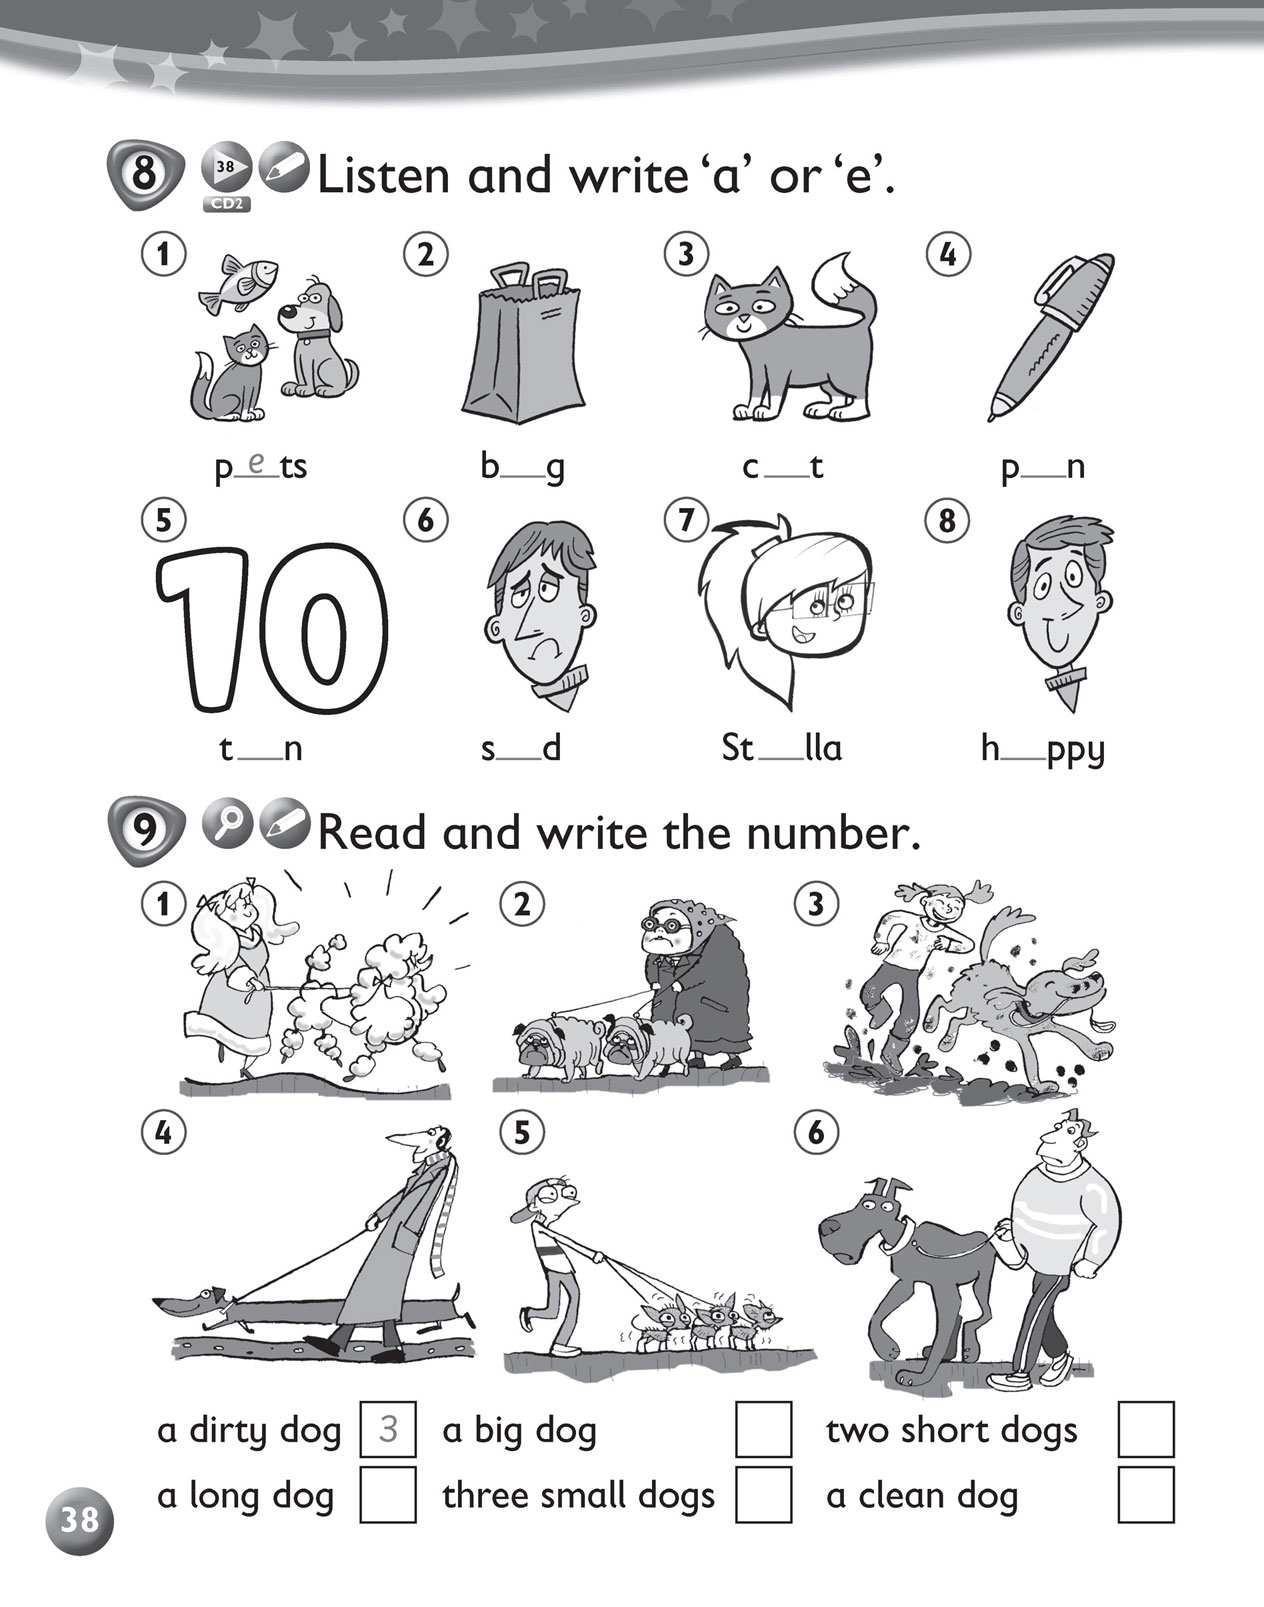 8 38 CD2 Listen and write ‘a’ or ‘e’.
1 2 3 4
p_e_ts b__g c__t p__n
5 6 7 8
10
t__n s__d St__lla h__ppy
9 Read and write the number.
1 2 3
4 5 6
a dirty dog 3 a big dog two short dogs
a long dog three small dogs a clean dog
38